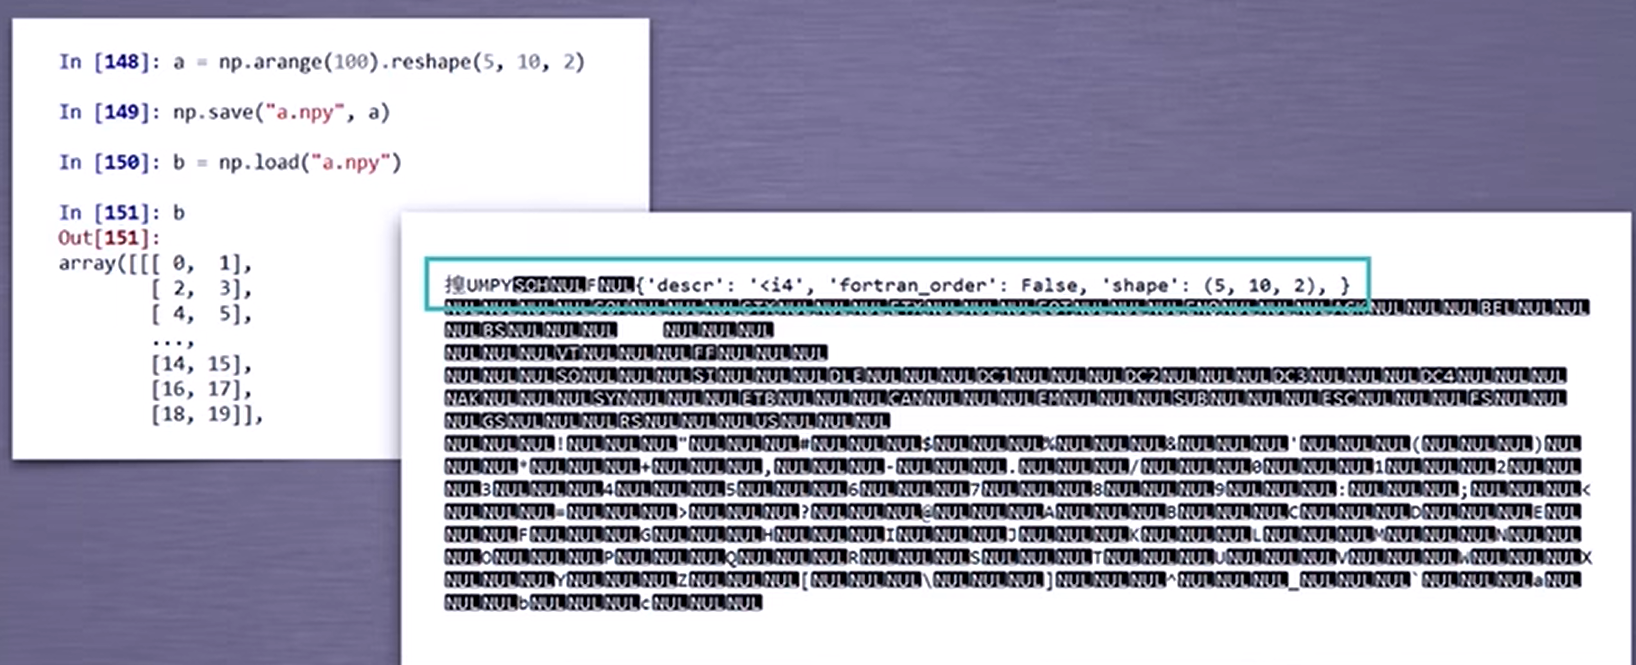 In [148]: a = np.arange(100).reshape(5, 10, 2)
In [149]: np.save("a.npy", a)
In [150]: b = np.load("a.npy")
In [151]: b
Out[151]:
array([[[ 0,  1],
[ 2,  3],
[ 4,  5],
...,
[14, 15],
[16, 17],
[18, 19]],
揘UMPYSOHNULFNUL{'descr': '<i4', 'fortran_order': False, 'shape': (5, 10, 2), }
NULNULNULNULSOHNULNULNULSTXNULNULNULETXNULNULNULEOTNULNULNULENQNULNULNULACKNULNULNULBELNULNUL
NULBSNULNULNUL NULNULNUL
NULNULNULVTNULNULNULFFNULNULNUL
NULNULNULSONULNULNULSINULNULNULDLENULNULNULDC1NULNULNULDC2NULNULNULDC3NULNULNULDC4NULNULNUL
NAKNULNULNULSYNNULNULNULETBNULNULNULCANNULNULNULEMNULNULNULSUBNULNULNULESCNULNULNULFSNULNUL
NULGSNULNULNULRSNULNULNULUSNULNULNUL
NULNULNUL!NULNULNUL"NULNULNUL#NULNULNUL$NULNULNUL%NULNULNUL&NULNULNUL'NULNULNUL(NULNULNUL)NUL
NULNUL*NULNULNUL+NULNULNUL,NULNULNUL-NULNULNUL.NULNULNUL/NULNULNUL0NULNULNUL1NULNULNUL2NULNUL
NUL3NULNULNUL4NULNULNUL5NULNULNUL6NULNULNUL7NULNULNUL8NULNULNUL9NULNULNUL:NULNULNUL;NULNULNUL<
NULNULNUL=NULNULNUL>NULNULNUL?NULNULNUL@NULNULNULANULNULNULBNULNULNULCNULNULNULDNULNULNULENUL
NULNULFNULNULNULGNULNULNULHNULNULNULINULNULNULJNULNULNULKNULNULNULLNULNULNULMNULNULNULNNULNUL
NULONULNULNULPNULNULNULQNULNULNULRNULNULNULSNULNULNULTNULNULNULUNULNULNULVNULNULNULWNULNULNULX
NULNULNULYNULNULNULZNULNULNUL[NULNULNUL\NULNULNUL]NULNULNUL^NULNULNUL_NULNULNUL`NULNULNULaNUL
NULNULbNULNULNULcNULNULNUL